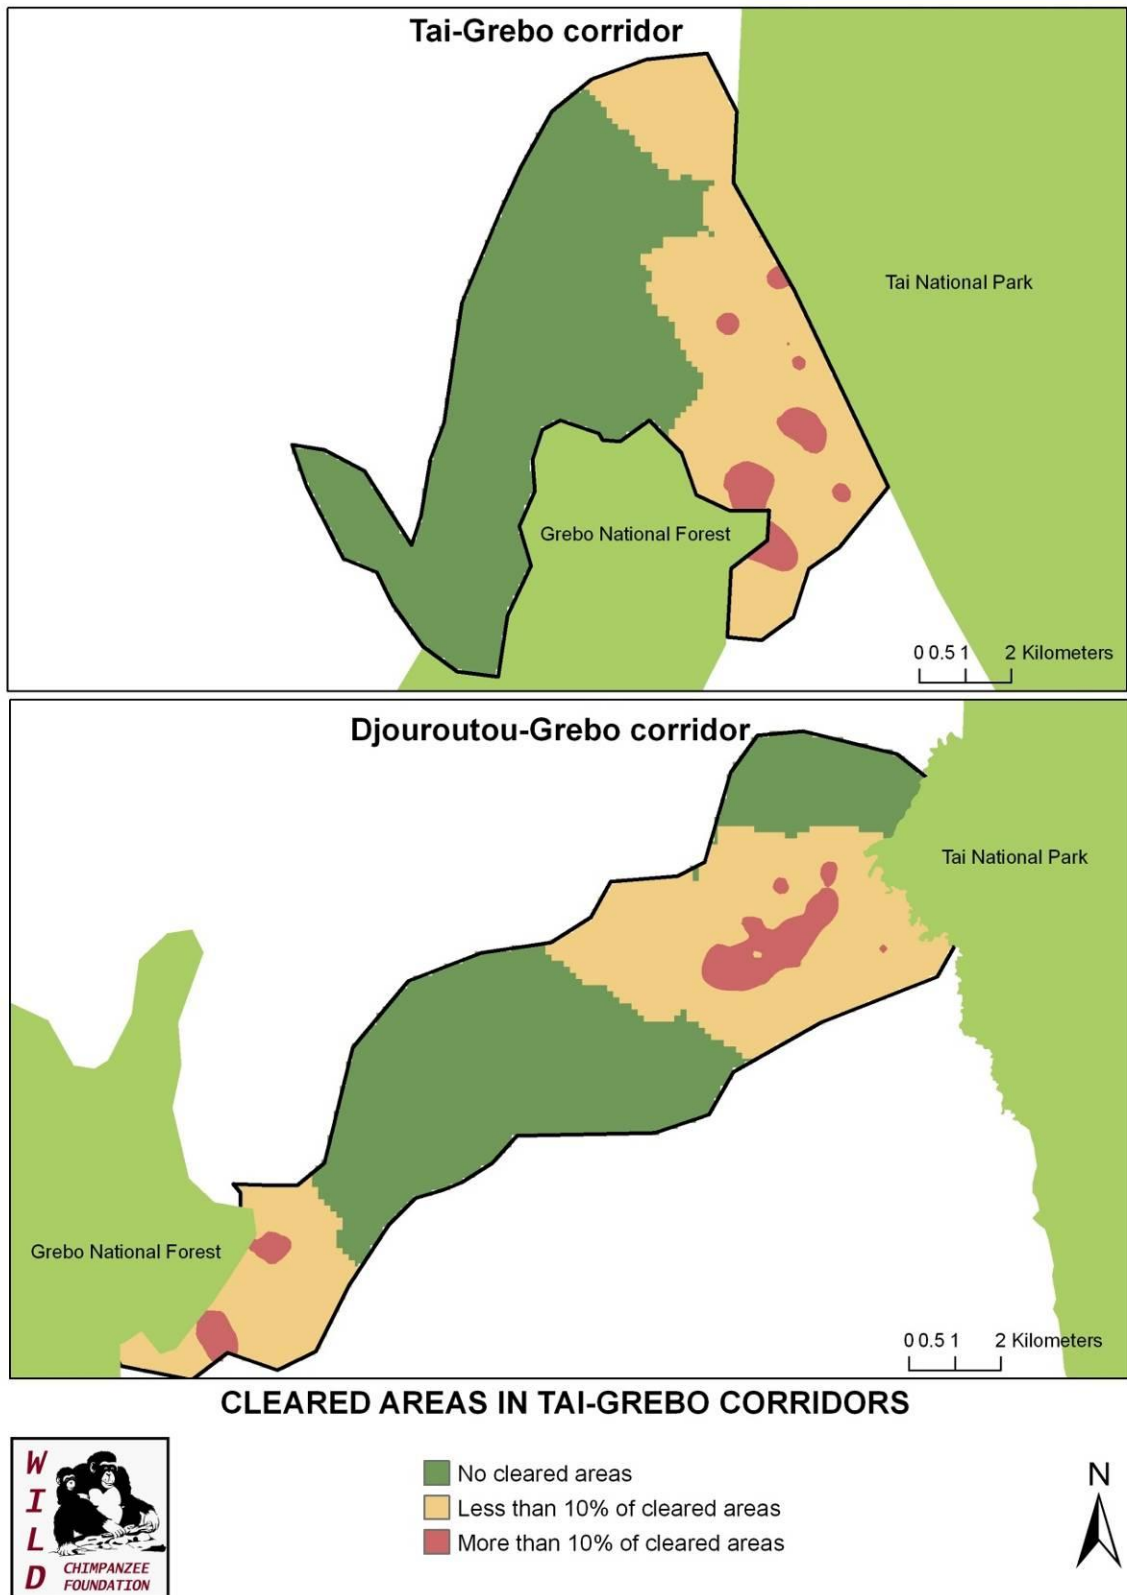 Tai-Grebo corridor
Tai National Park
Grebo National Forest
0 0.5 1 2 Kilometers
Djouroutou-Grebo corridor
Tai National Park
Grebo National Forest
0 0.5 1 2 Kilometers
CLEARED AREAS IN TAI-GREBO CORRIDORS
WILD
CHIMPANZEE
FOUNDATION
No cleared areas
Less than 10% of cleared areas
More than 10% of cleared areas
N